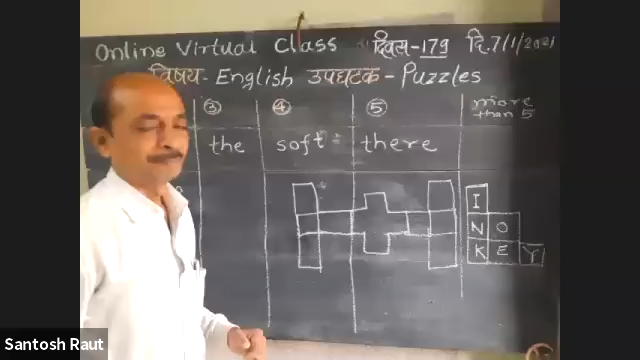 Online Virtual Class दिवस-179 दि.7/1/2021
विषय- English उपघटक-Puzzles
③ ④ ⑤ more
than 5
the soft = there
I
N O
K E Y
Santosh Raut